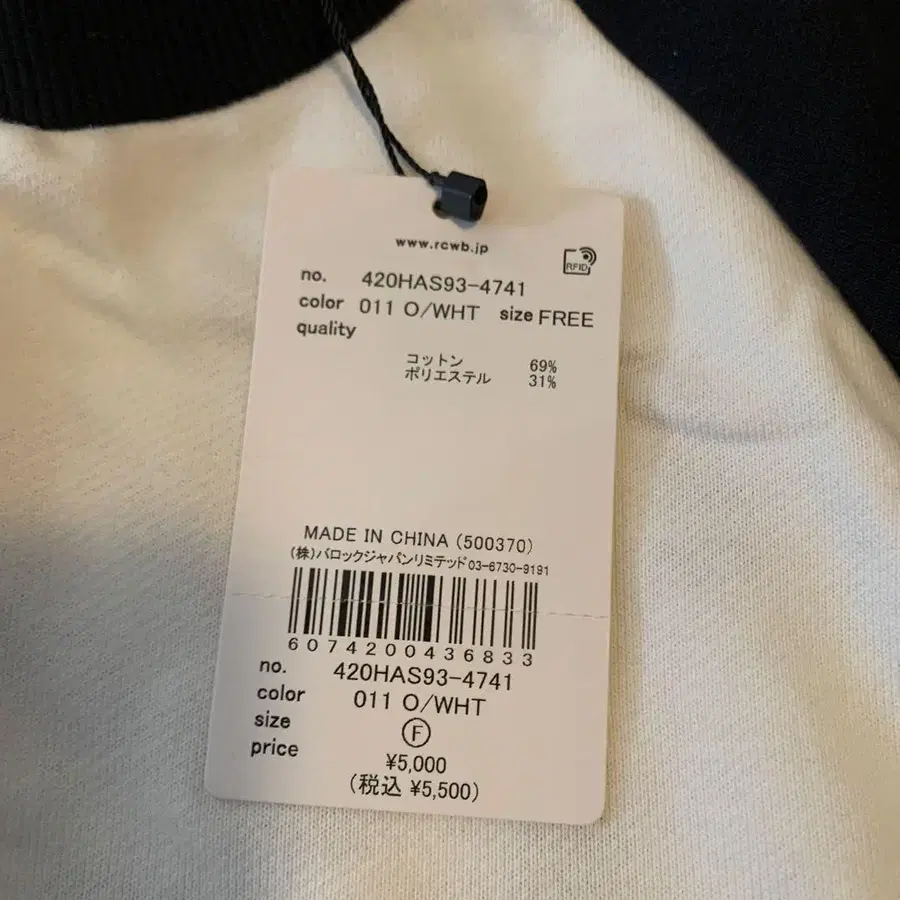 www.rcwb.jp
RFID
no. 420HAS93-4741
color 011 O/WHT size FREE
quality
コットン 69%
ポリエステル 31%
MADE IN CHINA (500370)
(株)バロックジャパンリミテッド03-6730-9191
6074200436833
no. 420HAS93-4741
color 011 O/WHT
size F
price ¥5,000
(税込 ¥5,500)